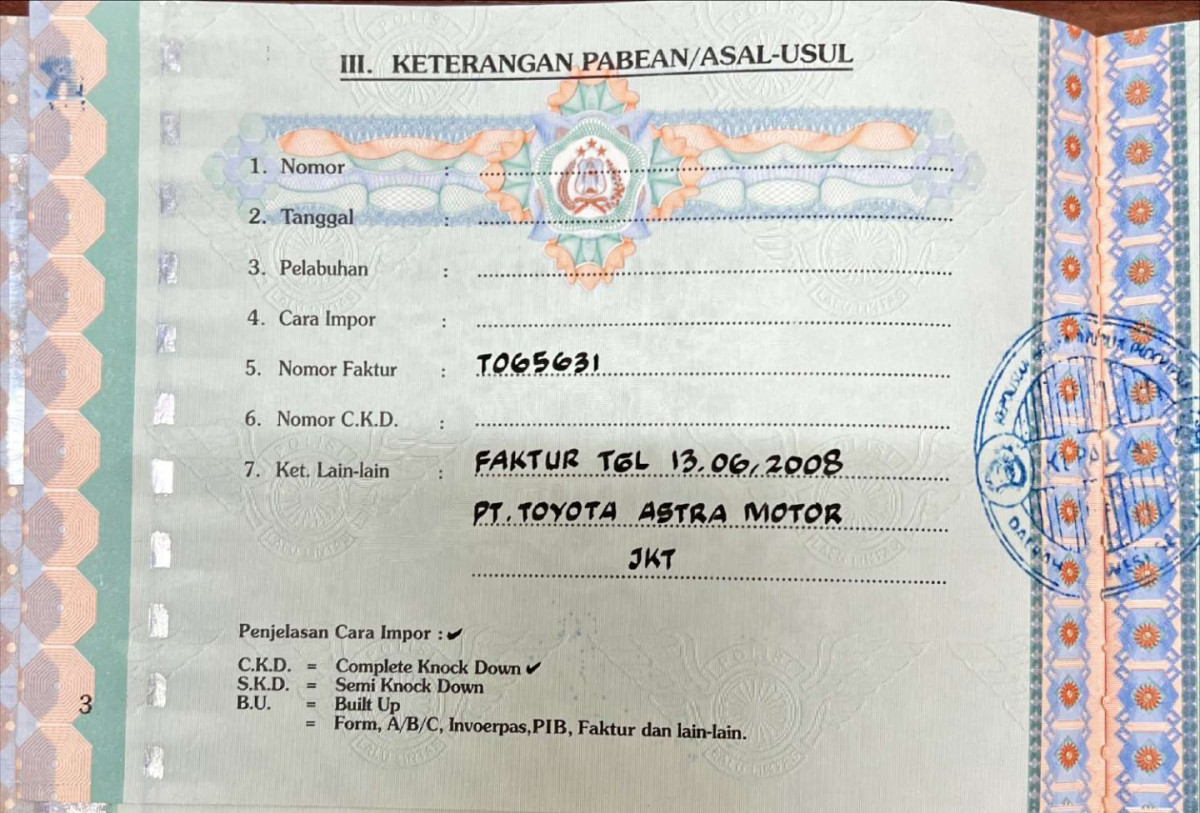 III. KETERANGAN PABEAN/ASAL-USUL
1. Nomor :
2. Tanggal :
3. Pelabuhan :
4. Cara Impor :
5. Nomor Faktur : T065631
6. Nomor C.K.D. :
7. Ket. Lain-lain : FAKTUR TGL 13.06,2008
PT.TOYOTA ASTRA MOTOR
JKT
Penjelasan Cara Impor : ✔
C.K.D. = Complete Knock Down ✔
S.K.D. = Semi Knock Down
B.U. = Built Up
= Form, A/B/C, Invoerpas,PIB, Faktur dan lain-lain.
3